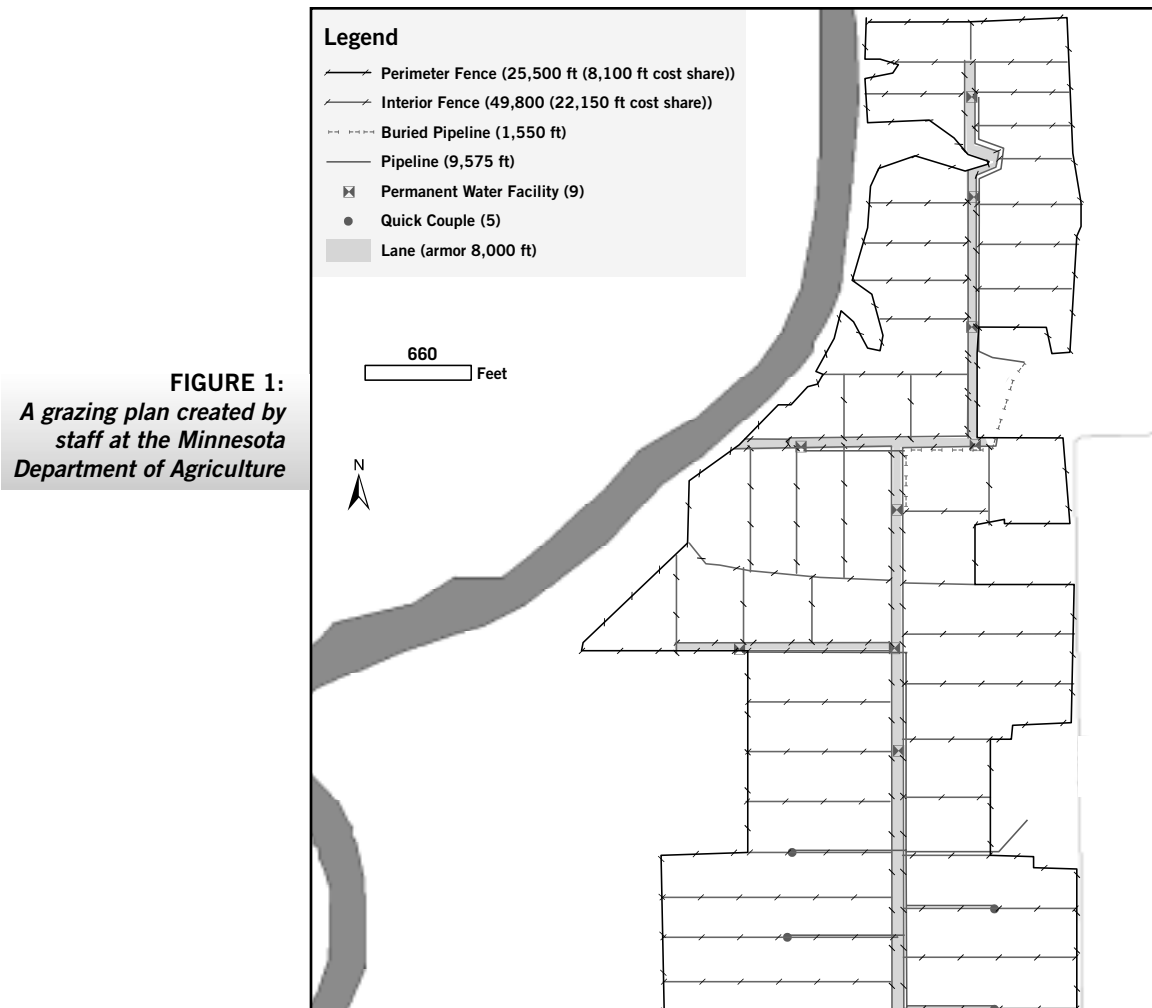 Legend
Perimeter Fence (25,500 ft (8,100 ft cost share))
Interior Fence (49,800 (22,150 ft cost share))
Buried Pipeline (1,550 ft)
Pipeline (9,575 ft)
Permanent Water Facility (9)
Quick Couple (5)
Lane (armor 8,000 ft)
660
Feet
FIGURE 1:
A grazing plan created by
staff at the Minnesota
Department of Agriculture
N